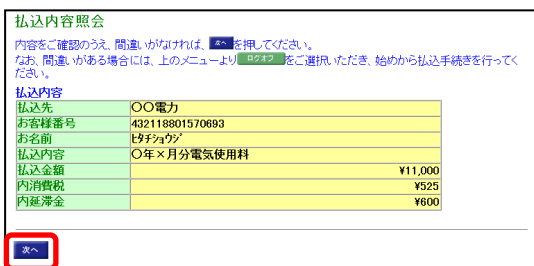 払込内容照会
内容をご確認のうえ、間違いがなければ、次へを押してください。
なお、間違いがある場合には、上のメニューよりログオフをご選択いただき、始めから払込手続きを行ってく
ださい。
払込内容
払込先 〇〇電力
お客様番号 432118801570693
お名前 ヒタチショウジ
払込内容 〇年×月分電気使用料
払込金額 ¥11,000
内消費税 ¥525
内延滞金 ¥600
次へ